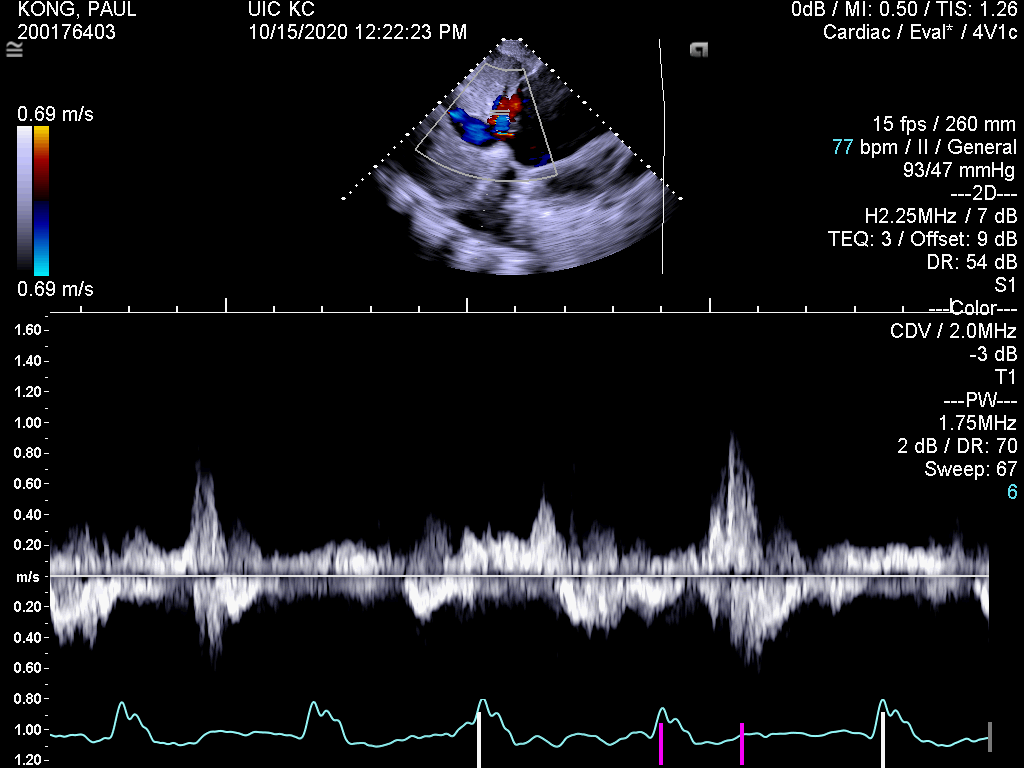 KONG, PAUL
200176403
UIC KC
10/15/2020 12:22:23 PM
0dB / MI: 0.50 / TIS: 1.26
Cardiac / Eval* / 4V1c
0.69 m/s
0.69 m/s
15 fps / 260 mm
77 bpm / II / General
93/47 mmHg
---2D---
H2.25MHz / 7 dB
TEQ: 3 / Offset: 9 dB
DR: 54 dB
S1
---Color---
CDV / 2.0MHz
-3 dB
T1
---PW---
1.75MHz
2 dB / DR: 70
Sweep: 67
6
1.60
1.40
1.20
1.00
0.80
0.60
0.40
0.20
m/s
0.20
0.40
0.60
0.80
1.00
1.20